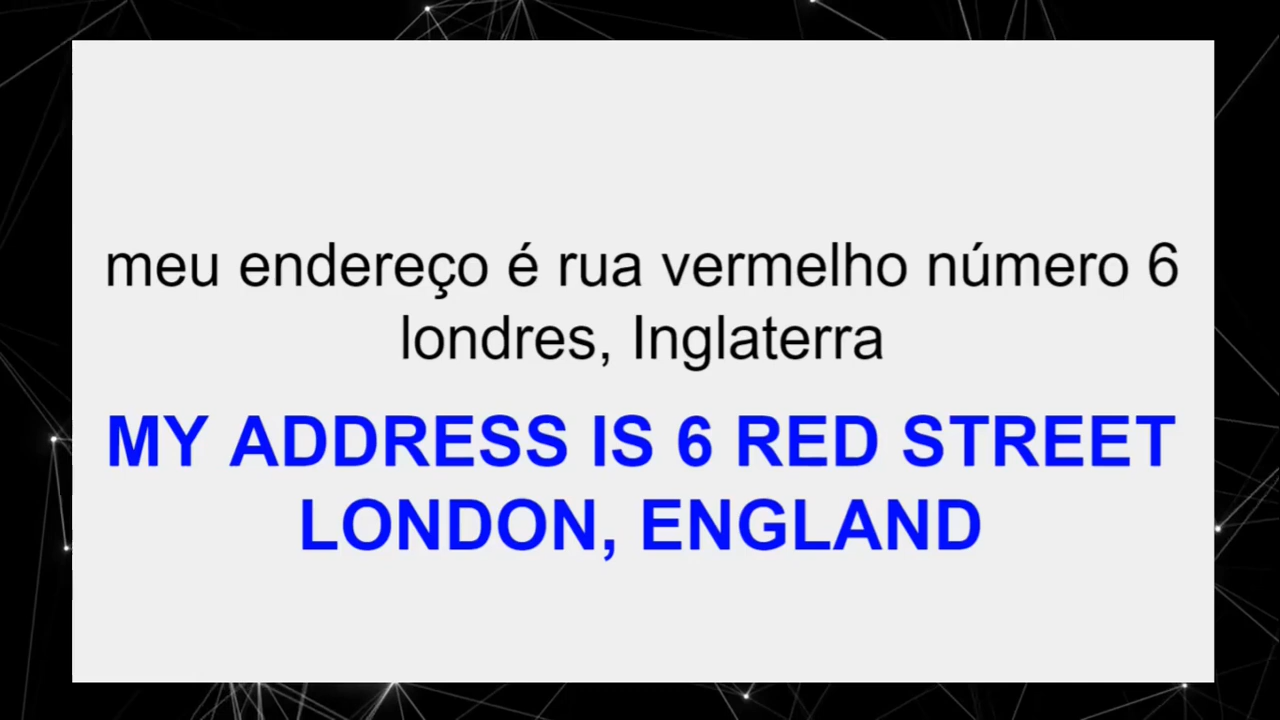 meu endereço é rua vermelho número 6
londres, Inglaterra
MY ADDRESS IS 6 RED STREET
LONDON, ENGLAND